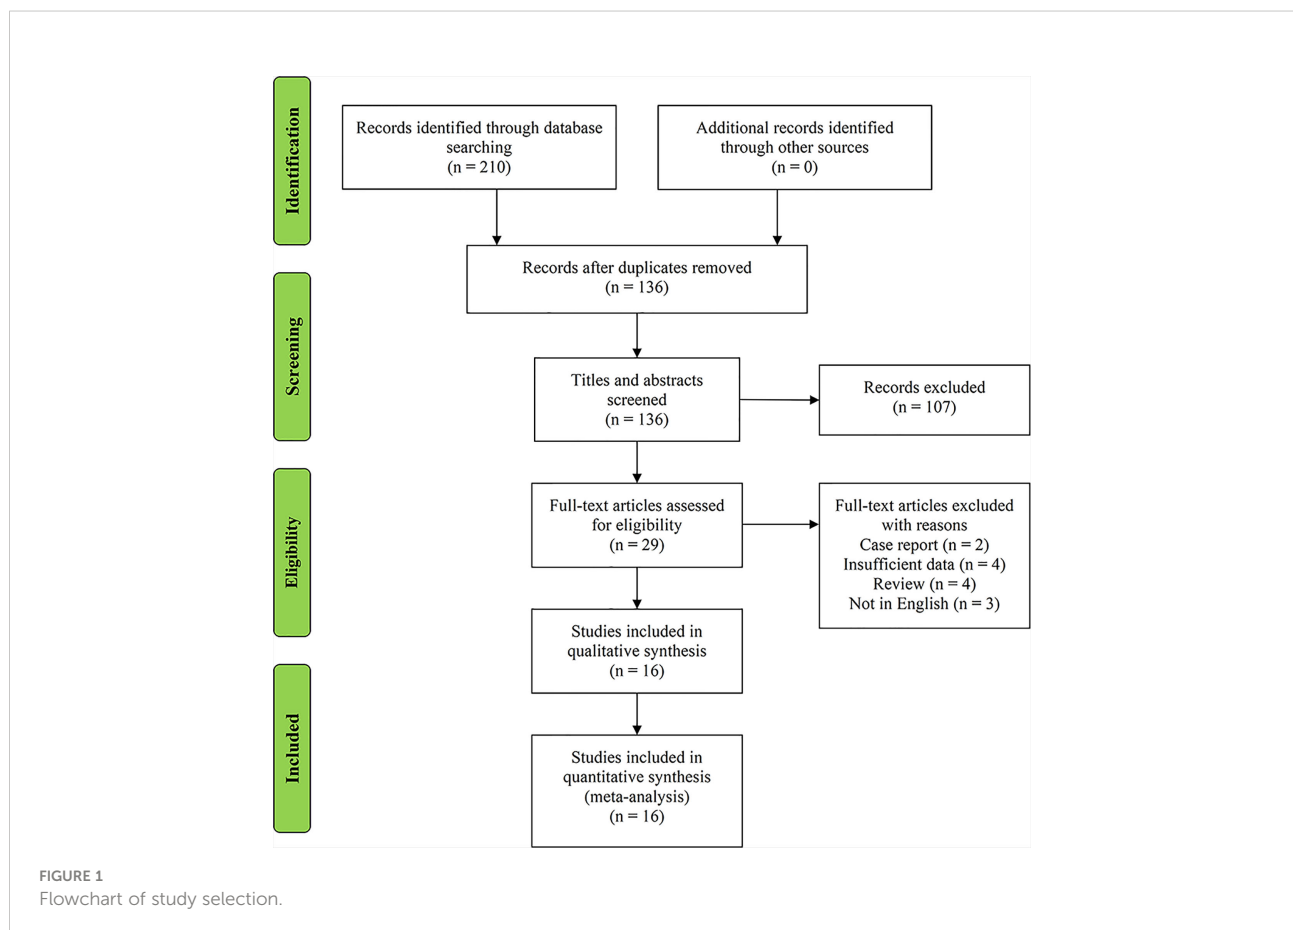 Identification
Records identified through database
searching
(n = 210)
Additional records identified
through other sources
(n = 0)
Records after duplicates removed
(n = 136)
Screening
Titles and abstracts
screened
(n = 136)
Records excluded
(n = 107)
Eligibility
Full-text articles assessed
for eligibility
(n = 29)
Full-text articles excluded
with reasons
Case report (n = 2)
Insufficient data (n = 4)
Review (n = 4)
Not in English (n = 3)
Studies included in
qualitative synthesis
(n = 16)
Included
Studies included in
quantitative synthesis
(meta-analysis)
(n = 16)
FIGURE 1
Flowchart of study selection.